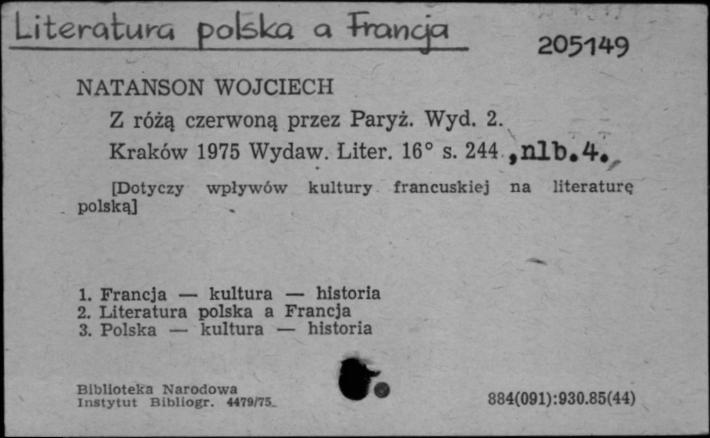 Literatura polska a Francja
205149
NATANSON WOJCIECH
Z różą czerwoną przez Paryż. Wyd. 2.
Kraków 1975 Wydaw. Liter. 16° s. 244 , nlb. 4.
[Dotyczy wpływów kultury francuskiej na literaturę
polską]
1. Francja — kultura — historia
2. Literatura polska a Francja
3. Polska — kultura — historia
Biblioteka Narodowa
Instytut Bibliogr. 4479/75
884(091):930.85(44)